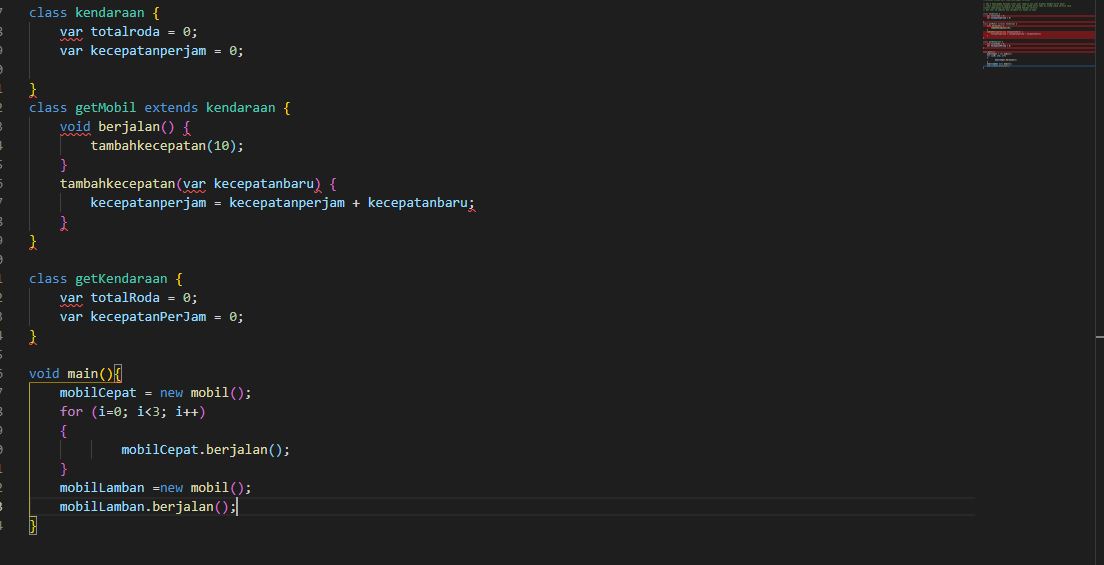 class kendaraan {
var totalroda = 0;
var kecepatanperjam = 0;
}
class getMobil extends kendaraan {
void berjalan() {
tambahkecepatan(10);
}
tambahkecepatan(var kecepatanbaru) {
kecepatanperjam = kecepatanperjam + kecepatanbaru;
}
}
class getKendaraan {
var totalRoda = 0;
var kecepatanPerJam = 0;
}
void main(){
mobilCepat = new mobil();
for (i=0; i<3; i++)
{
mobilCepat.berjalan();
}
mobilLamban =new mobil();
mobilLamban.berjalan();
}